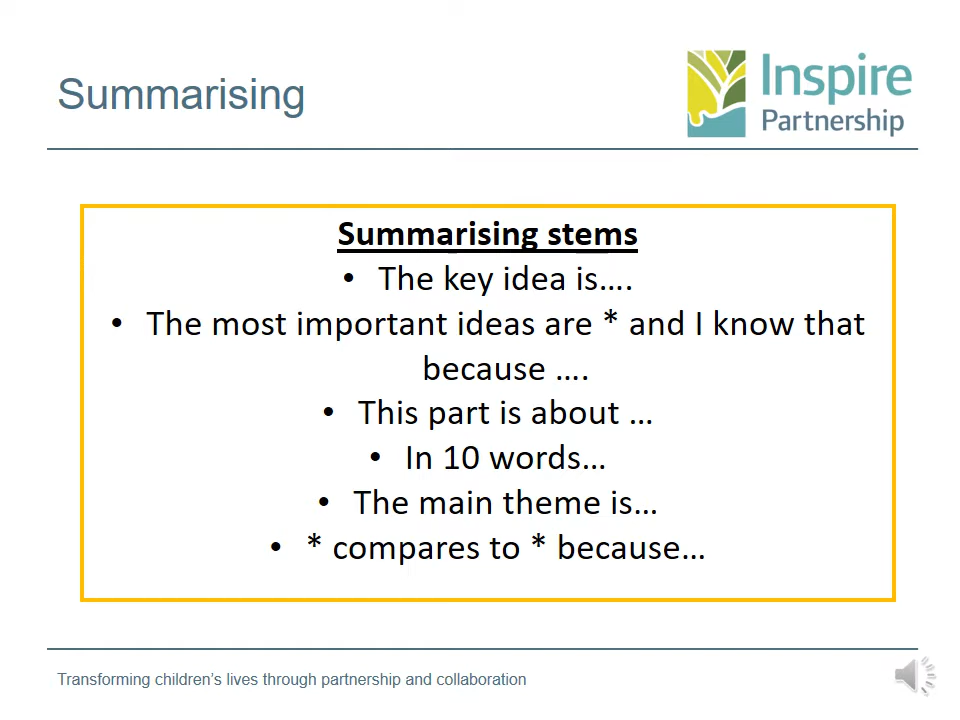 Summarising
Inspire
Partnership
Summarising stems
• The key idea is….
• The most important ideas are * and I know that
because ….
• This part is about …
• In 10 words…
• The main theme is…
• * compares to * because…
Transforming children’s lives through partnership and collaboration